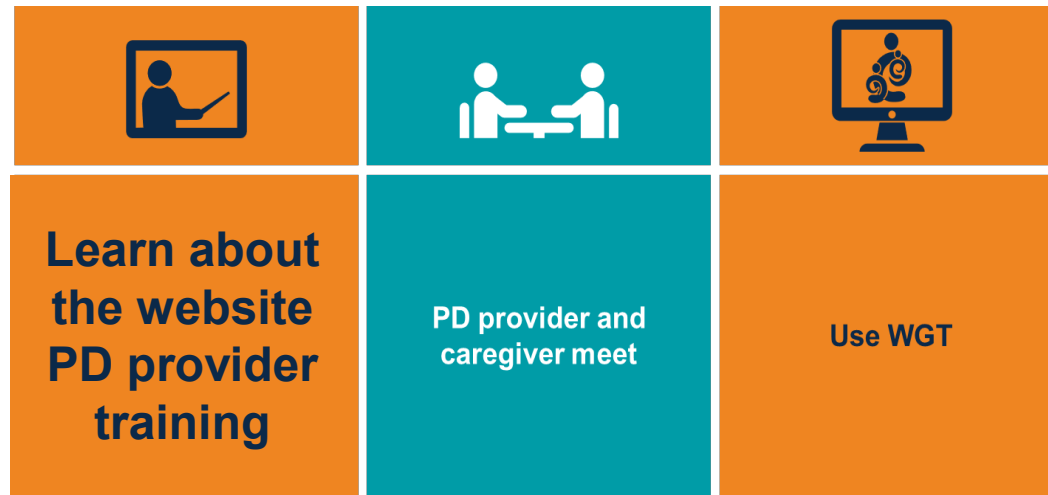 Learn about
the website
PD provider
training
PD provider and
caregiver meet
Use WGT